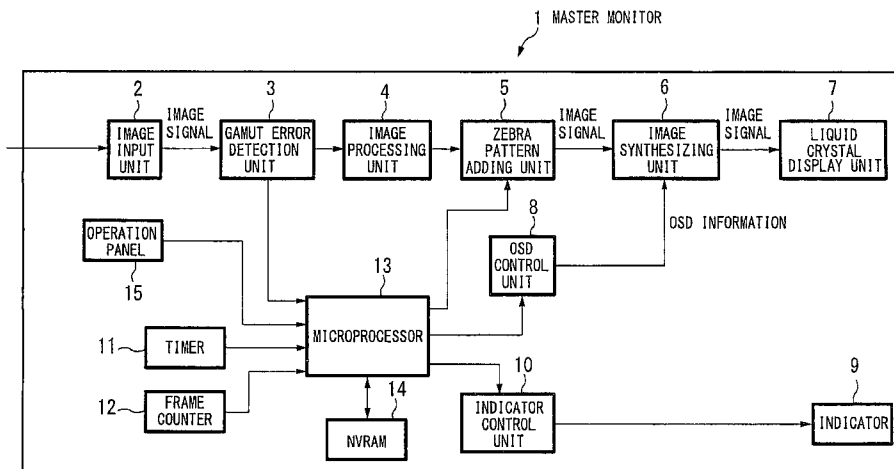 1 MASTER MONITOR
2
IMAGE
INPUT
UNIT
IMAGE
SIGNAL
3
GAMUT ERROR
DETECTION
UNIT
4
IMAGE
PROCESSING
UNIT
5
ZEBRA
PATTERN
ADDING UNIT
IMAGE
SIGNAL
6
IMAGE
SYNTHESIZING
UNIT
IMAGE
SIGNAL
7
LIQUID
CRYSTAL
DISPLAY UNIT
OPERATION
PANEL
15
8
OSD
CONTROL
UNIT
OSD INFORMATION
13
MICROPROCESSOR
11
TIMER
12
FRAME
COUNTER
14
NVRAM
10
INDICATOR
CONTROL
UNIT
9
INDICATOR